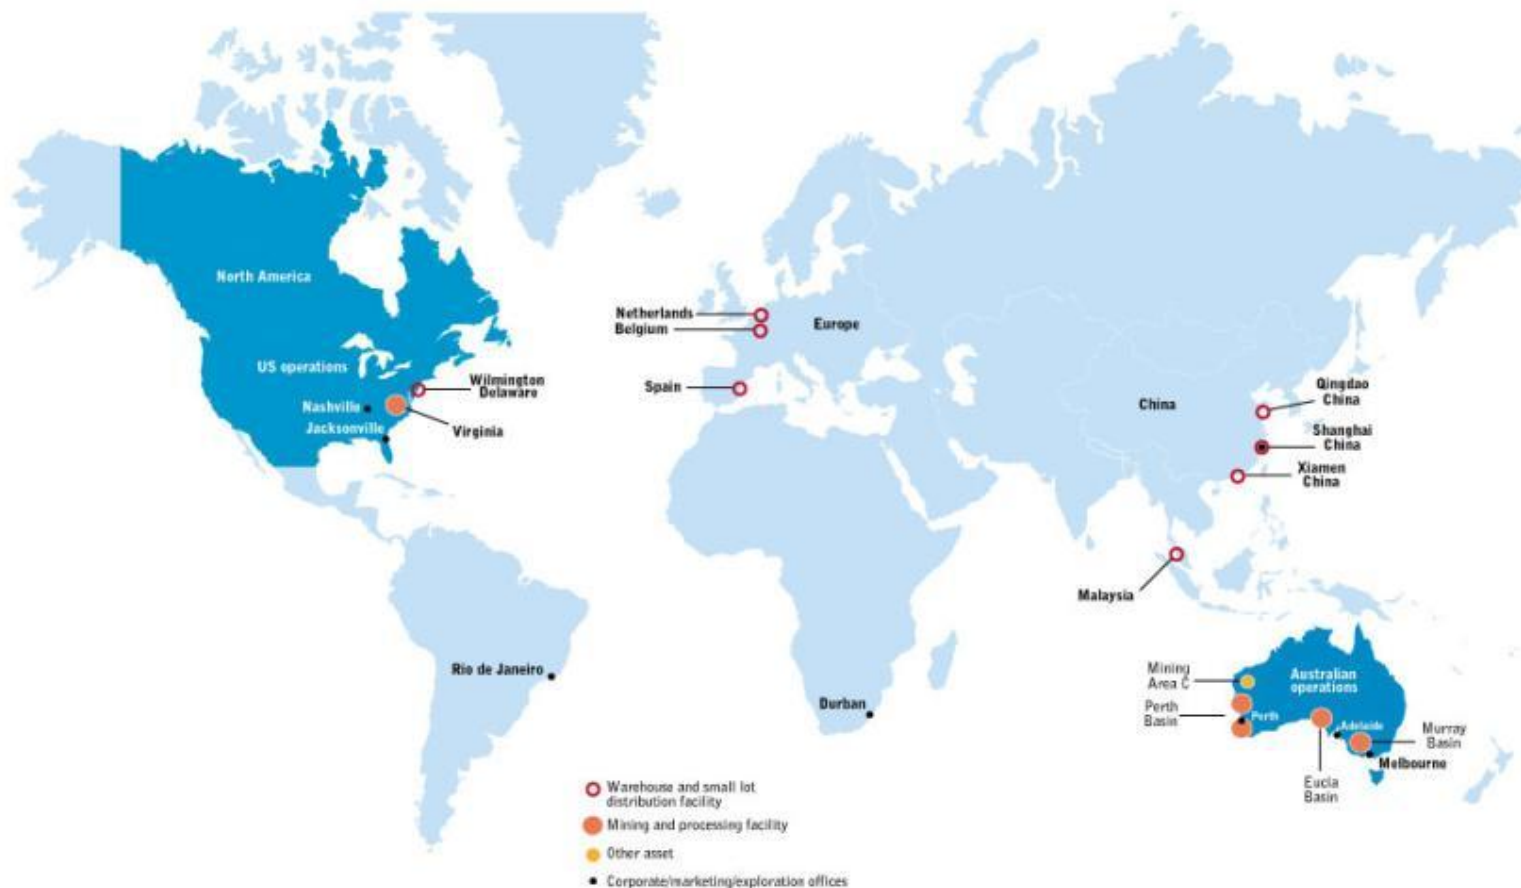 North America
US operations
Nashville
Jacksonville
Wilmington
Delaware
Virginia
Netherlands
Belgium
Spain
Europe
China
Qingdao
China
Shanghai
China
Xiamen
China
Malaysia
Rio de Janeiro
Durban
Mining
Area C
Perth
Basin
Perth
Australian
operations
Adelaide
Murray
Basin
Melbourne
Eucla
Basin
Warehouse and small lot
distribution facility
Mining and processing facility
Other asset
Corporate/marketing/exploration offices